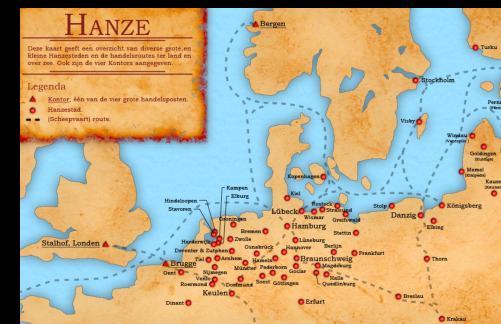 HANZE
Deze kaart geeft een overzicht van diverse grote en
kleine Hanzesteden en de handelsroutes ter land en
over zee. Ook zijn de vier Kontors aangegeven.
Legenda
Kontor: één van de vier grote handelsposten.
Hanzestad.
(Scheepvaart) route.
Bergen
Turku
Stockholm
Visby
Windau
Goldingen
Memel
Kopenhagen
Kiel
Rostock
Stralsund
Lübeck
Wismar
Greifswald
Stolp
Danzig
Königsberg
Elbing
Kampen
Elburg
Hindeloopen
Stavoren
Groningen
Bremen
Hamburg
Stettin
Stalhof, London
Harderwijk
Zwolle
Lüneburg
Deventer & Zutphen
Osnabrück
Hannover
Berlin
Frankfurt
Brugge
Tiel
Arnhem
Hameln
Braunschweig
Thorn
Gent
Nijmegen
Münster
Paderborn
Goslar
Magdeburg
Venlo
Roermond
Dortmund
Soest
Göttingen
Halle
Quedlinburg
Keulen
Breslau
Dinant
Erfurt
Krakau